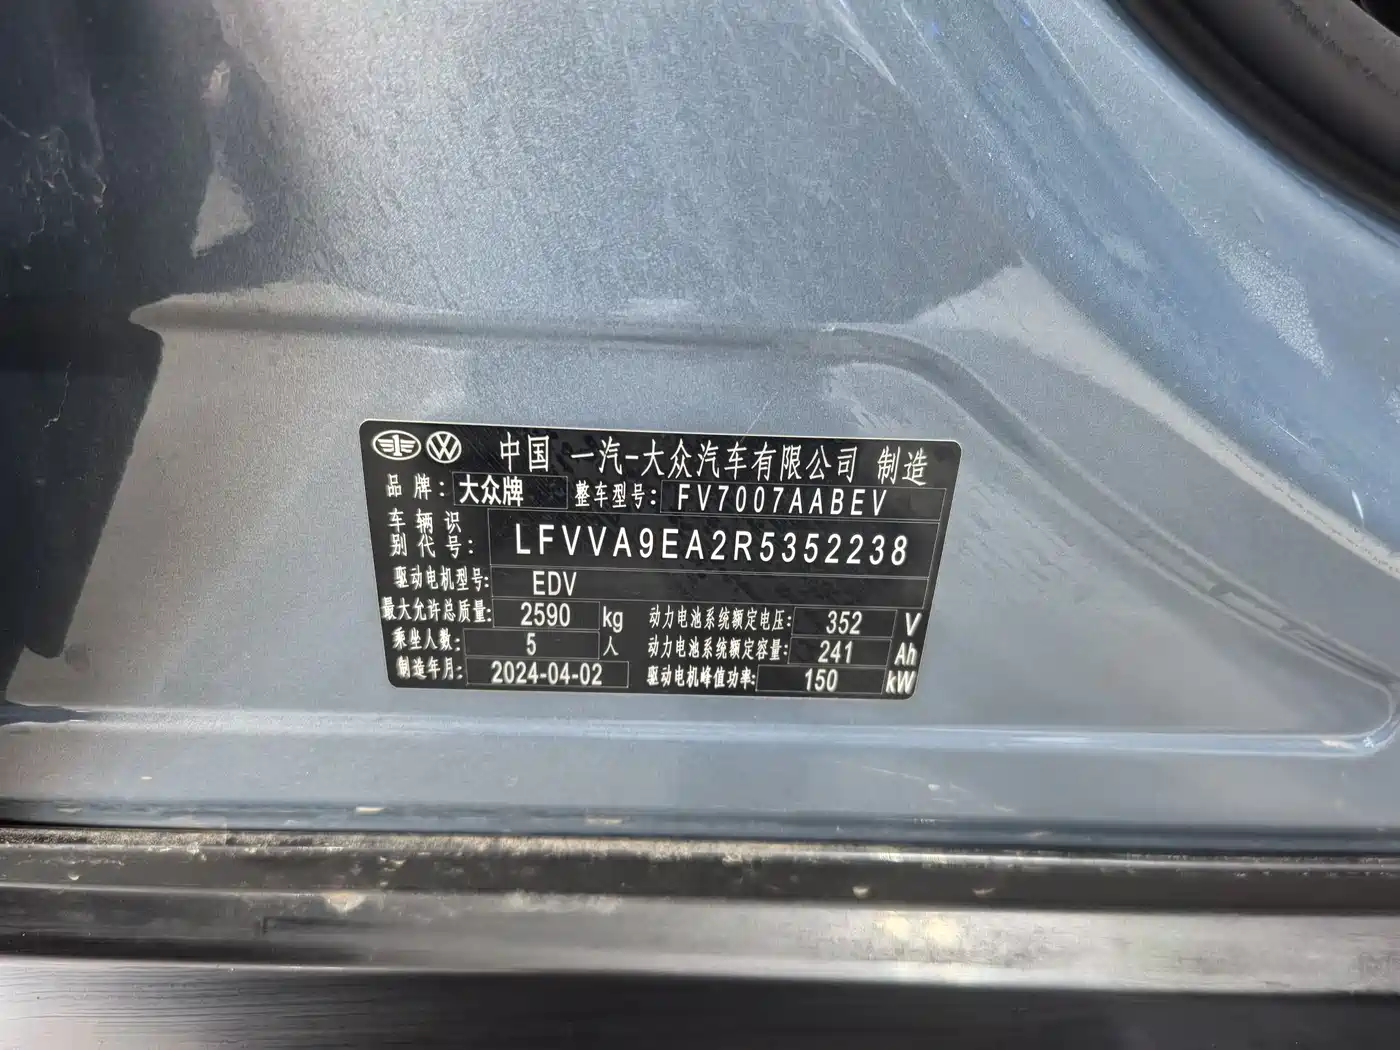 中国 一汽-大众汽车有限公司 制造
品牌: 大众牌 整车型号: FV7007AABEV
车辆识别代号: LFVVA9EA2R5352238
驱动电机型号: EDV
最大允许总质量: 2590 kg 动力电池系统额定电压: 352 V
乘坐人数: 5 人 动力电池系统额定容量: 241 Ah
制造年月: 2024-04-02 驱动电机峰值功率: 150 kW